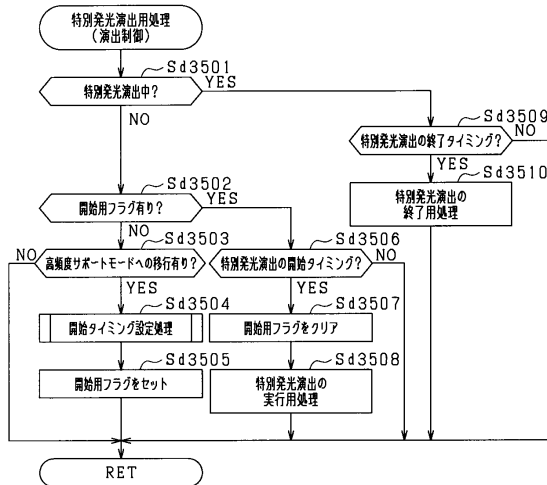 特別発光演出用処理
(演出制御)
Sd3501
特別発光演出中?
YES
NO
Sd3509
特別発光演出の終了タイミング?
NO
YES
Sd3510
特別発光演出の
終了用処理
Sd3502
開始用フラグ有り?
YES
NO
Sd3503
NO
高頻度サポートモードへの移行有り?
YES
Sd3506
特別発光演出の開始タイミング?
NO
YES
Sd3504
開始タイミング設定処理
Sd3507
開始用フラグをクリア
Sd3505
開始用フラグをセット
Sd3508
特別発光演出の
実行用処理
RET